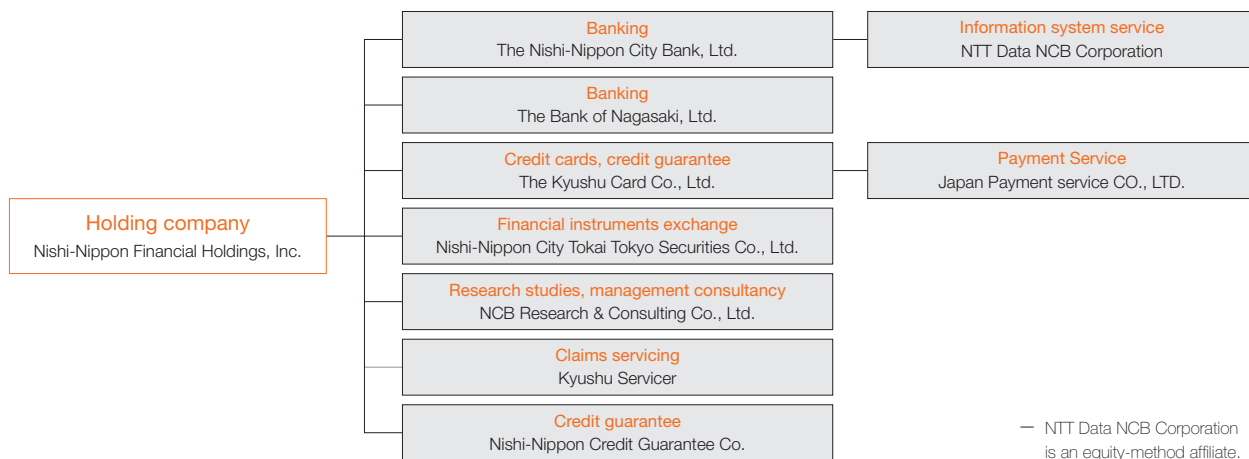 Holding company
Nishi-Nippon Financial Holdings, Inc.
Banking
The Nishi-Nippon City Bank, Ltd.
Information system service
NTT Data NCB Corporation
Banking
The Bank of Nagasaki, Ltd.
Credit cards, credit guarantee
The Kyushu Card Co., Ltd.
Payment Service
Japan Payment service CO., LTD.
Financial instruments exchange
Nishi-Nippon City Tokai Tokyo Securities Co., Ltd.
Research studies, management consultancy
NCB Research & Consulting Co., Ltd.
Claims servicing
Kyushu Servicer
Credit guarantee
Nishi-Nippon Credit Guarantee Co.
— NTT Data NCB Corporation
is an equity-method affiliate.